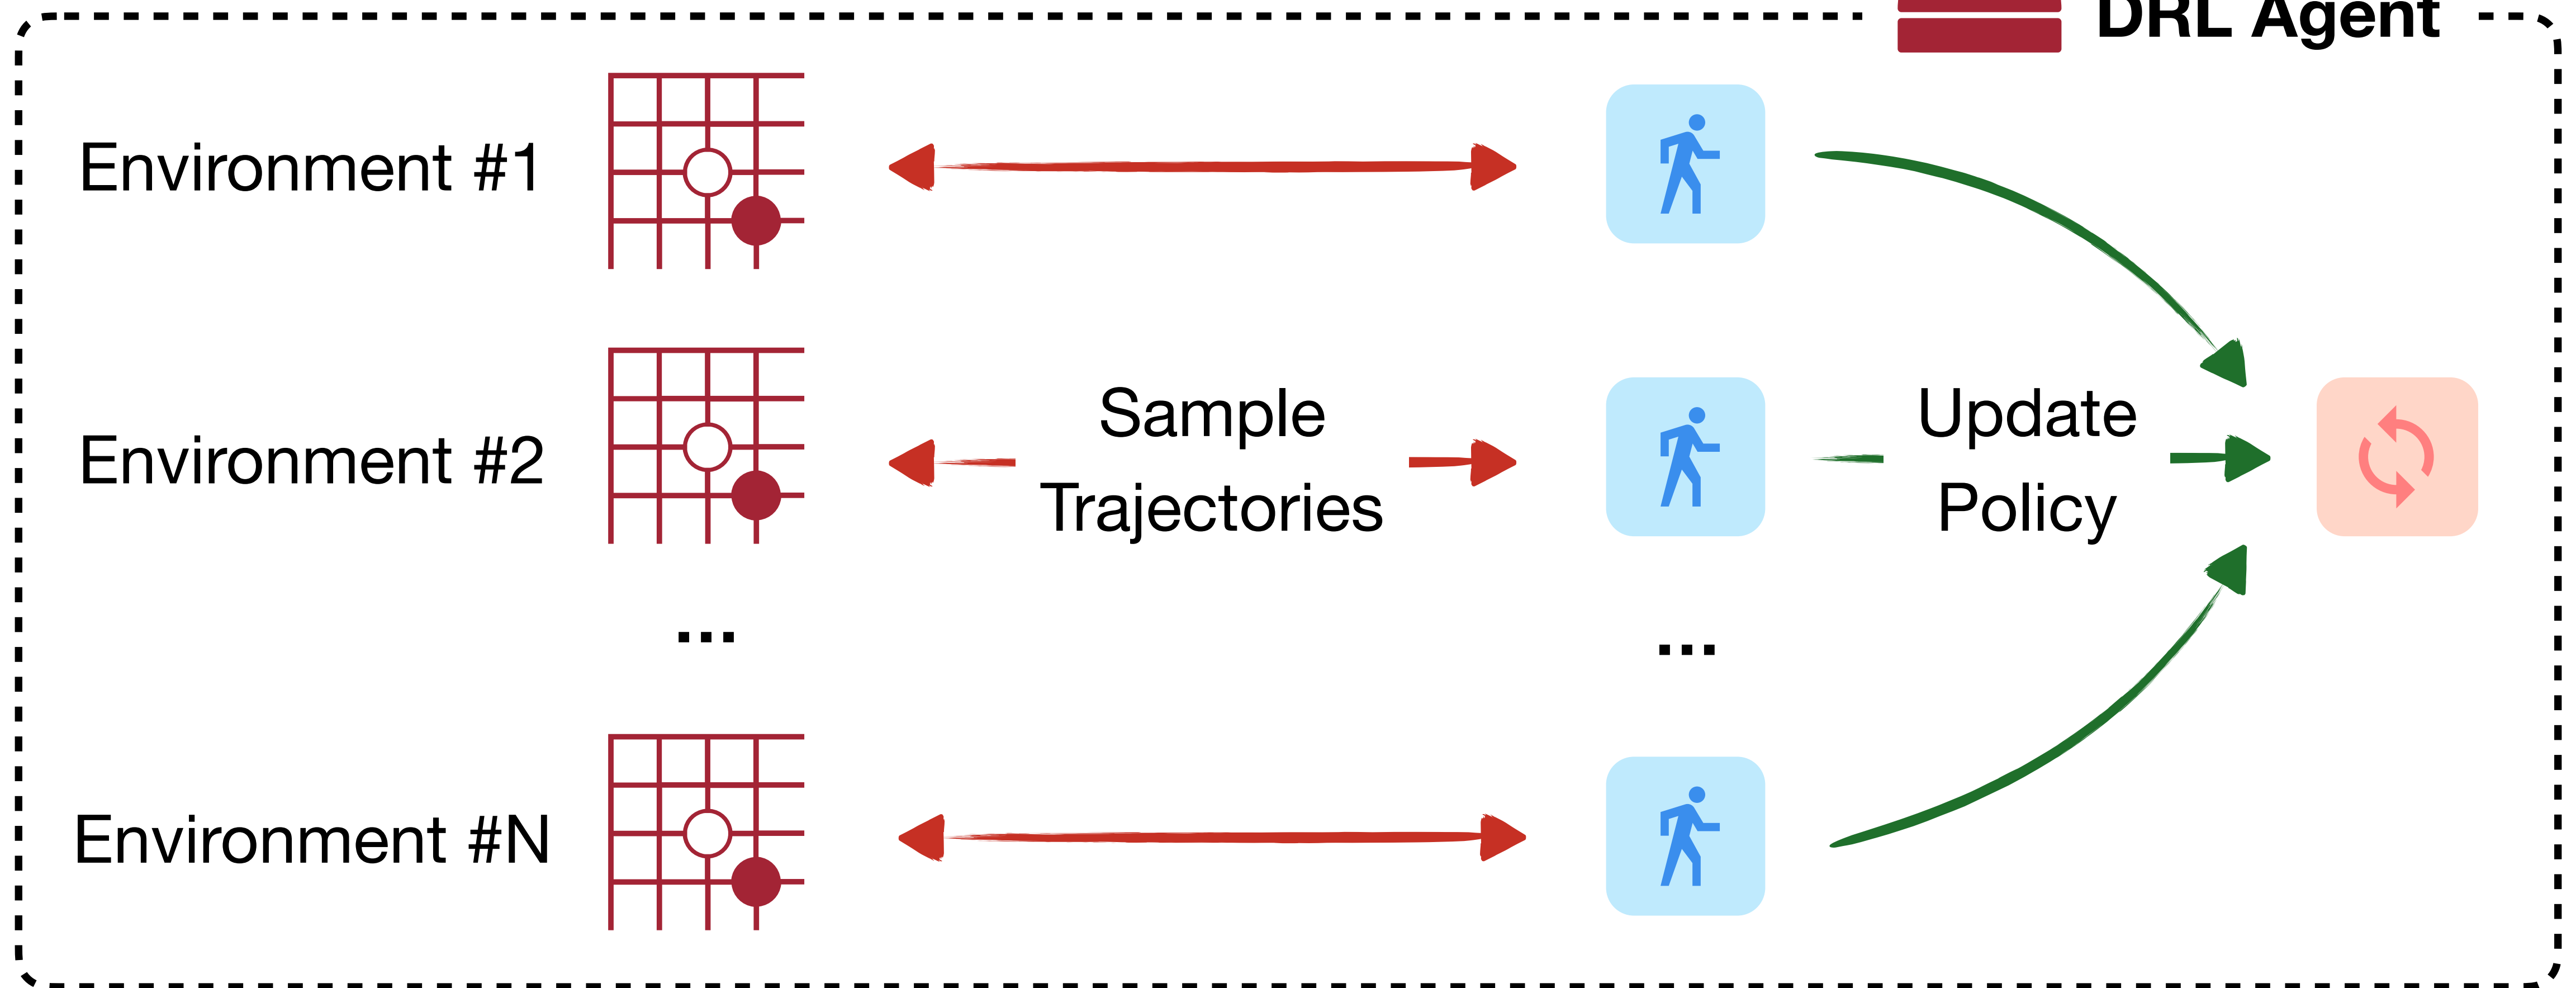 DRL Agent
Environment #1
Environment #2
Sample
Trajectories
Update
Policy
...
...
Environment #N